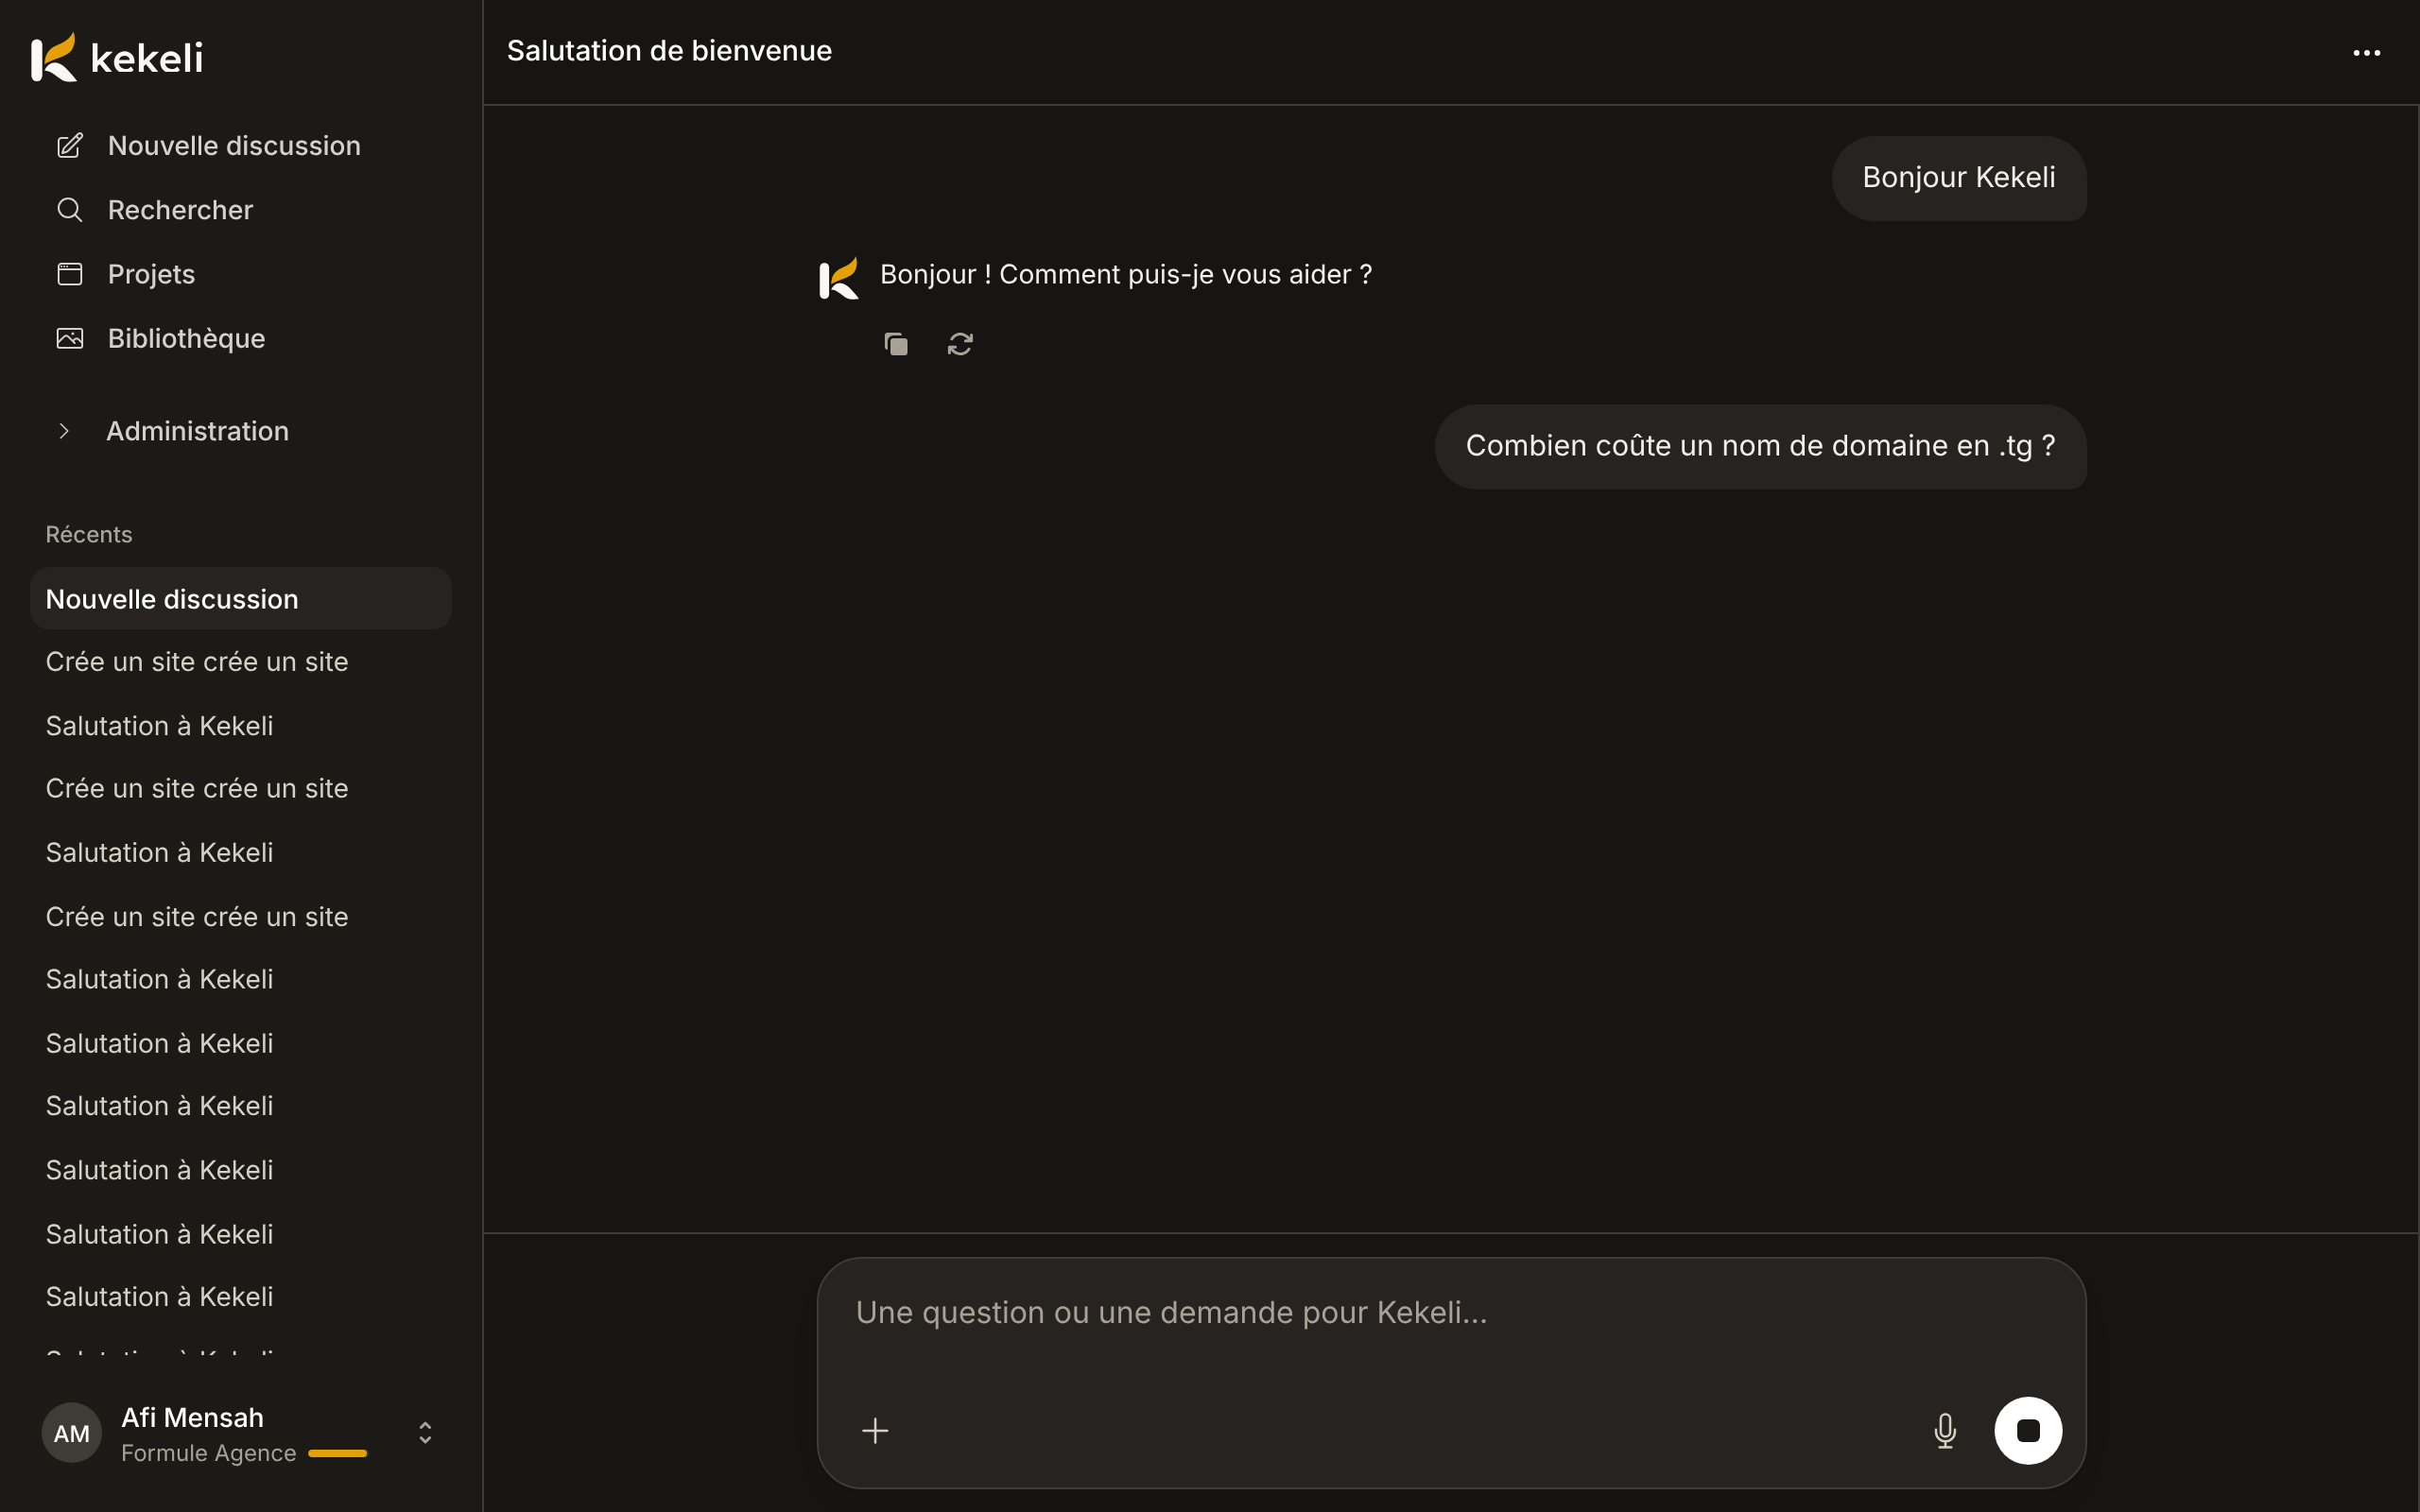 kekeli
Nouvelle discussion
Rechercher
Projets
Bibliothèque
Administration
Récents
Nouvelle discussion
Crée un site crée un site
Salutation à Kekeli
Crée un site crée un site
Salutation à Kekeli
Crée un site crée un site
Salutation à Kekeli
Salutation à Kekeli
Salutation à Kekeli
Salutation à Kekeli
Salutation à Kekeli
Salutation à Kekeli
AM
Afi Mensah
Formule Agence
Salutation de bienvenue
Bonjour Kekeli
Bonjour ! Comment puis-je vous aider ?
Combien coûte un nom de domaine en .tg ?
Une question ou une demande pour Kekeli...